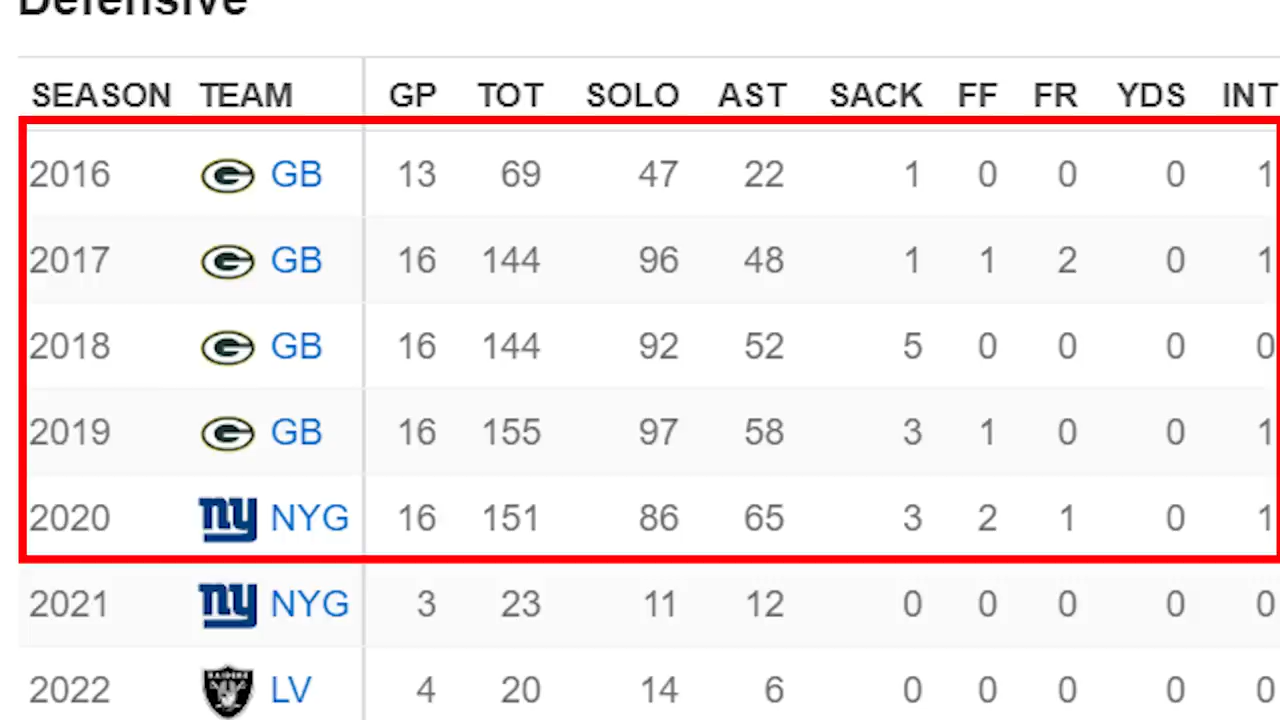 Defensive
SEASON TEAM GP TOT SOLO AST SACK FF FR YDS INT
2016 GB 13 69 47 22 1 0 0 0 1
2017 GB 16 144 96 48 1 1 2 0 1
2018 GB 16 144 92 52 5 0 0 0 0
2019 GB 16 155 97 58 3 1 0 0 1
2020 ny NYG 16 151 86 65 3 2 1 0 1
2021 ny NYG 3 23 11 12 0 0 0 0 0
2022 RAIDERS LV 4 20 14 6 0 0 0 0 0